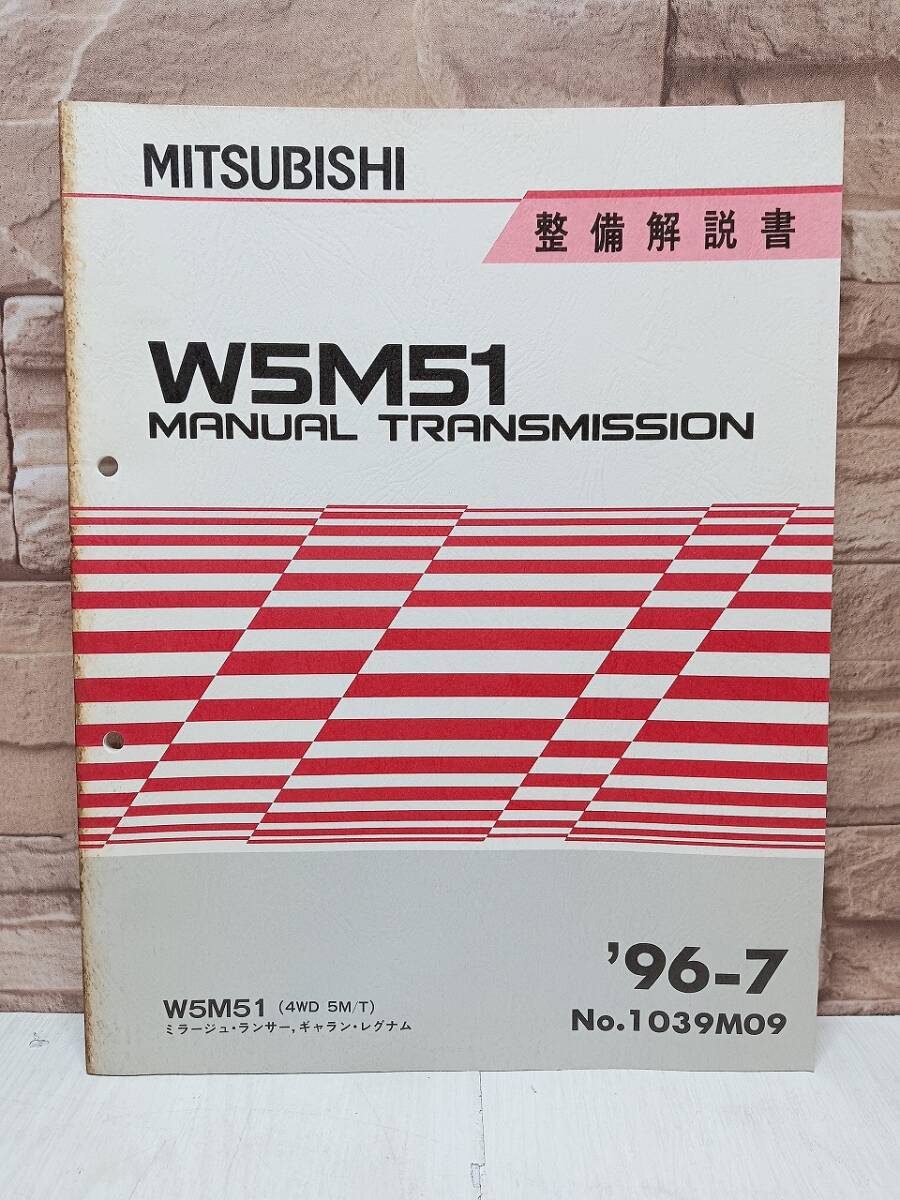 MITSUBISHI
整備解説書
W5M51
MANUAL TRANSMISSION
'96-7
W5M51 (4WD 5M/T)
ミラージュ・ランサー,ギャラン・レグナム
No.1039M09